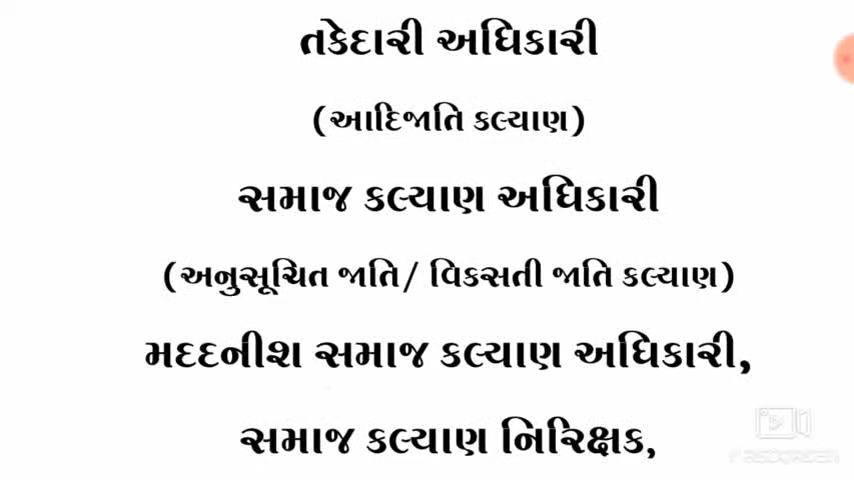 તકેદારી અધિકારી
(આદિજાતિ કલ્યાણ)
સમાજ કલ્યાણ અધિકારી
(અનુસૂચિત જાતિ/ વિકસતી જાતિ કલ્યાણ)
મદદનીશ સમાજ કલ્યાણ અધિકારી,
સમાજ કલ્યાણ નિરિક્ષક,